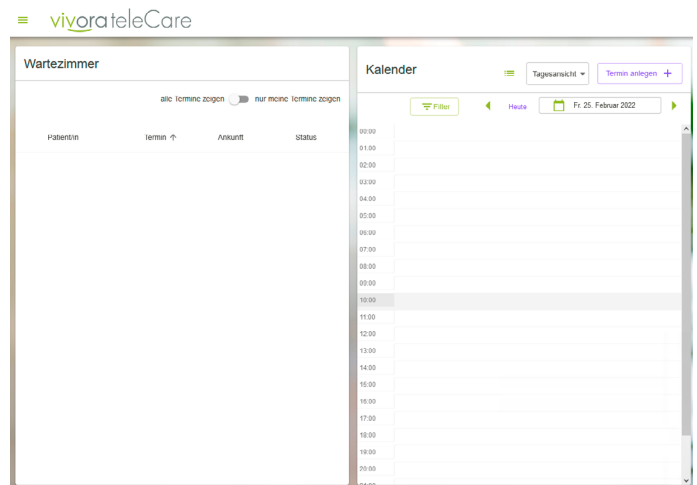 vivora teleCare
Wartezimmer
alle Termine zeigen nur meine Termine zeigen
Patient/in Termin Ankunft Status
Kalender
Tagesansicht
Termin anlegen +
Filter
Heute
Fr. 25. Februar 2022
00:00
01:00
02:00
03:00
04:00
05:00
06:00
07:00
08:00
09:00
10:00
11:00
12:00
13:00
14:00
15:00
16:00
17:00
18:00
19:00
20:00
21:00